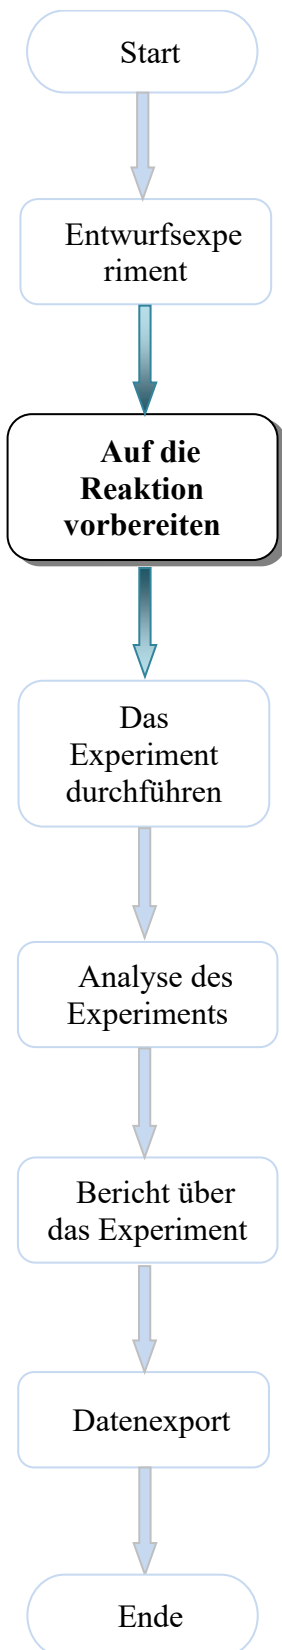 Start
Entwurfsexpe
riment
Auf die
Reaktion
vorbereiten
Das
Experiment
durchführen
Analyse des
Experiments
Bericht über
das Experiment
Datenexport
Ende